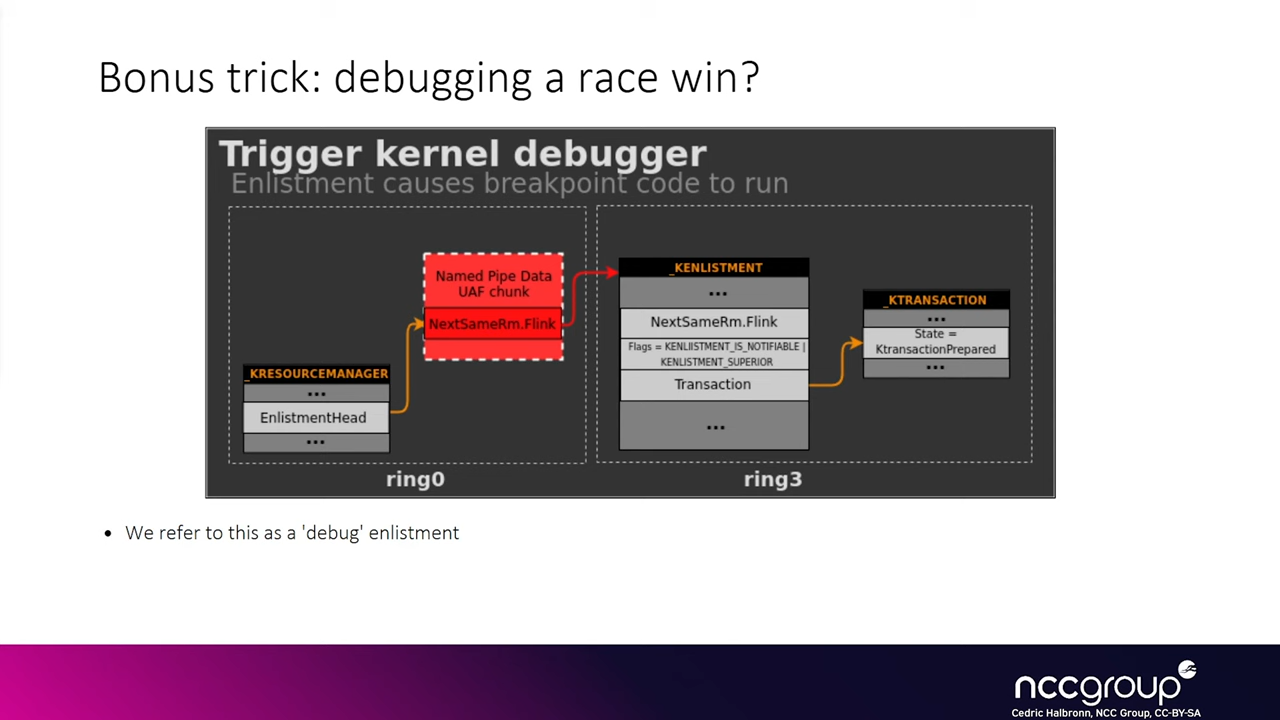 Bonus trick: debugging a race win?
Trigger kernel debugger
Enlistment causes breakpoint code to run
Named Pipe Data
UAF chunk
NextSameRm.Flink
_KRESOURCEMANAGER
...
EnlistmentHead
...
ring0
_KENLISTMENT
...
NextSameRm.Flink
Flags = KENLIISTMENT_IS_NOTIFIABLE |
KENLISTMENT_SUPERIOR
Transaction
...
_KTRANSACTION
...
State =
KtransactionPrepared
...
ring3
• We refer to this as a 'debug' enlistment
nccgroup
Cedric Halbronn, NCC Group, CC-BY-SA